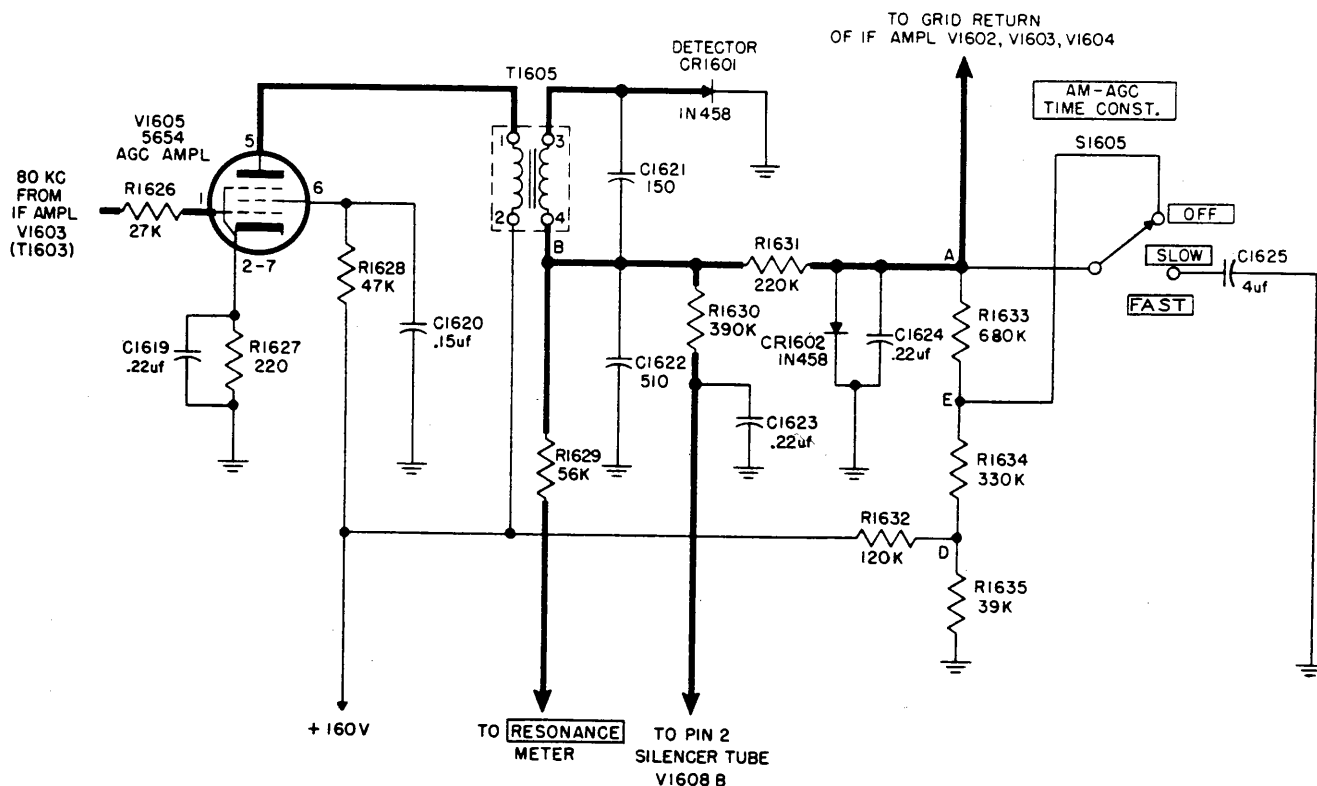 TO GRID RETURN
OF IF AMPL V1602, V1603, V1604
DETECTOR
CR1601
1N458
T1605
AM-AGC
TIME CONST.
S1605
OFF
SLOW
FAST
C1625
4uf
V1605
5654
AGC AMPL
5
6
1
2-7
80 KC
FROM
IF AMPL
V1603
(T1603)
R1626
27K
1
3
2
4
C1621
150
B
R1631
220K
A
R1628
47K
C1620
.15uf
C1619
.22uf
R1627
220
R1630
390K
C1622
510
CR1602
1N458
C1624
.22uf
R1633
680K
E
C1623
.22uf
R1629
56K
R1634
330K
R1632
120K
D
R1635
39K
+160V
TO RESONANCE
METER
TO PIN 2
SILENCER TUBE
V1608 B